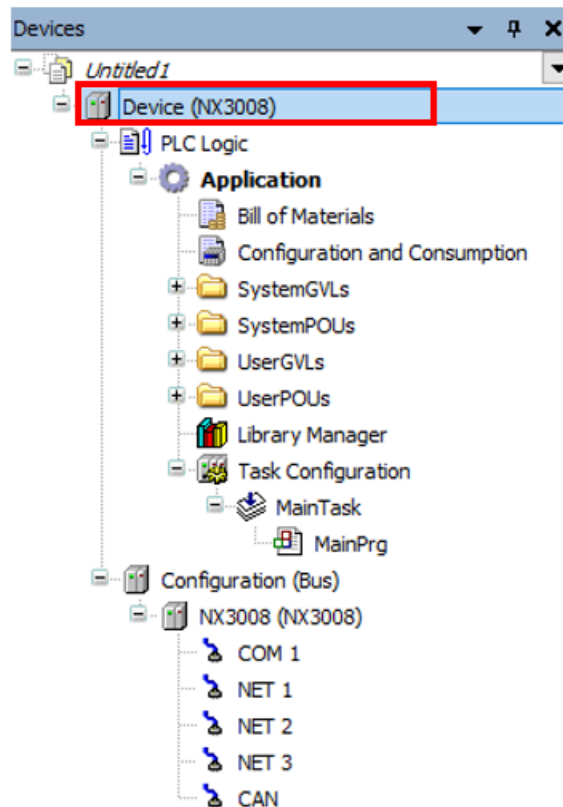 Devices
Untitled1
Device (NX3008)
PLC Logic
Application
Bill of Materials
Configuration and Consumption
SystemGVLs
SystemPOUs
UserGVLs
UserPOUs
Library Manager
Task Configuration
MainTask
MainPrg
Configuration (Bus)
NX3008 (NX3008)
COM 1
NET 1
NET 2
NET 3
CAN